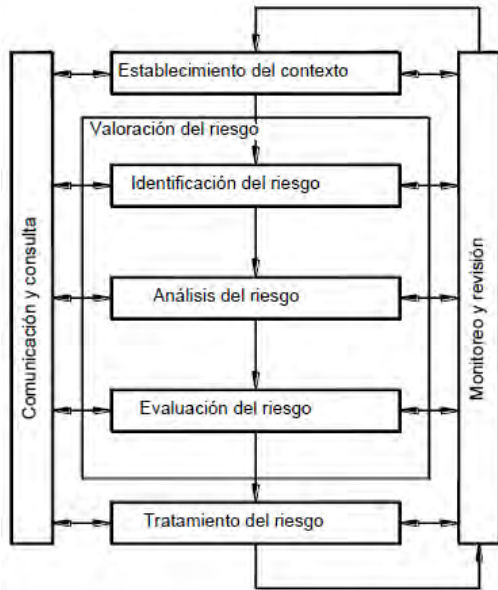 Establecimiento del contexto
Valoración del riesgo
Identificación del riesgo
Análisis del riesgo
Evaluación del riesgo
Tratamiento del riesgo
Comunicación y consulta
Monitoreo y revisión